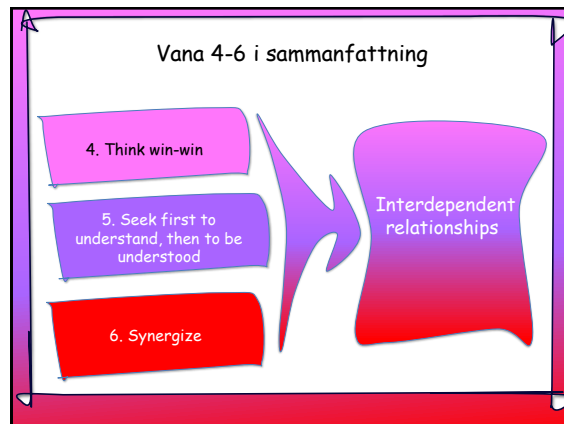 Vana 4-6 i sammanfattning
4. Think win-win
5. Seek first to
understand, then to be
understood
6. Synergize
Interdependent
relationships